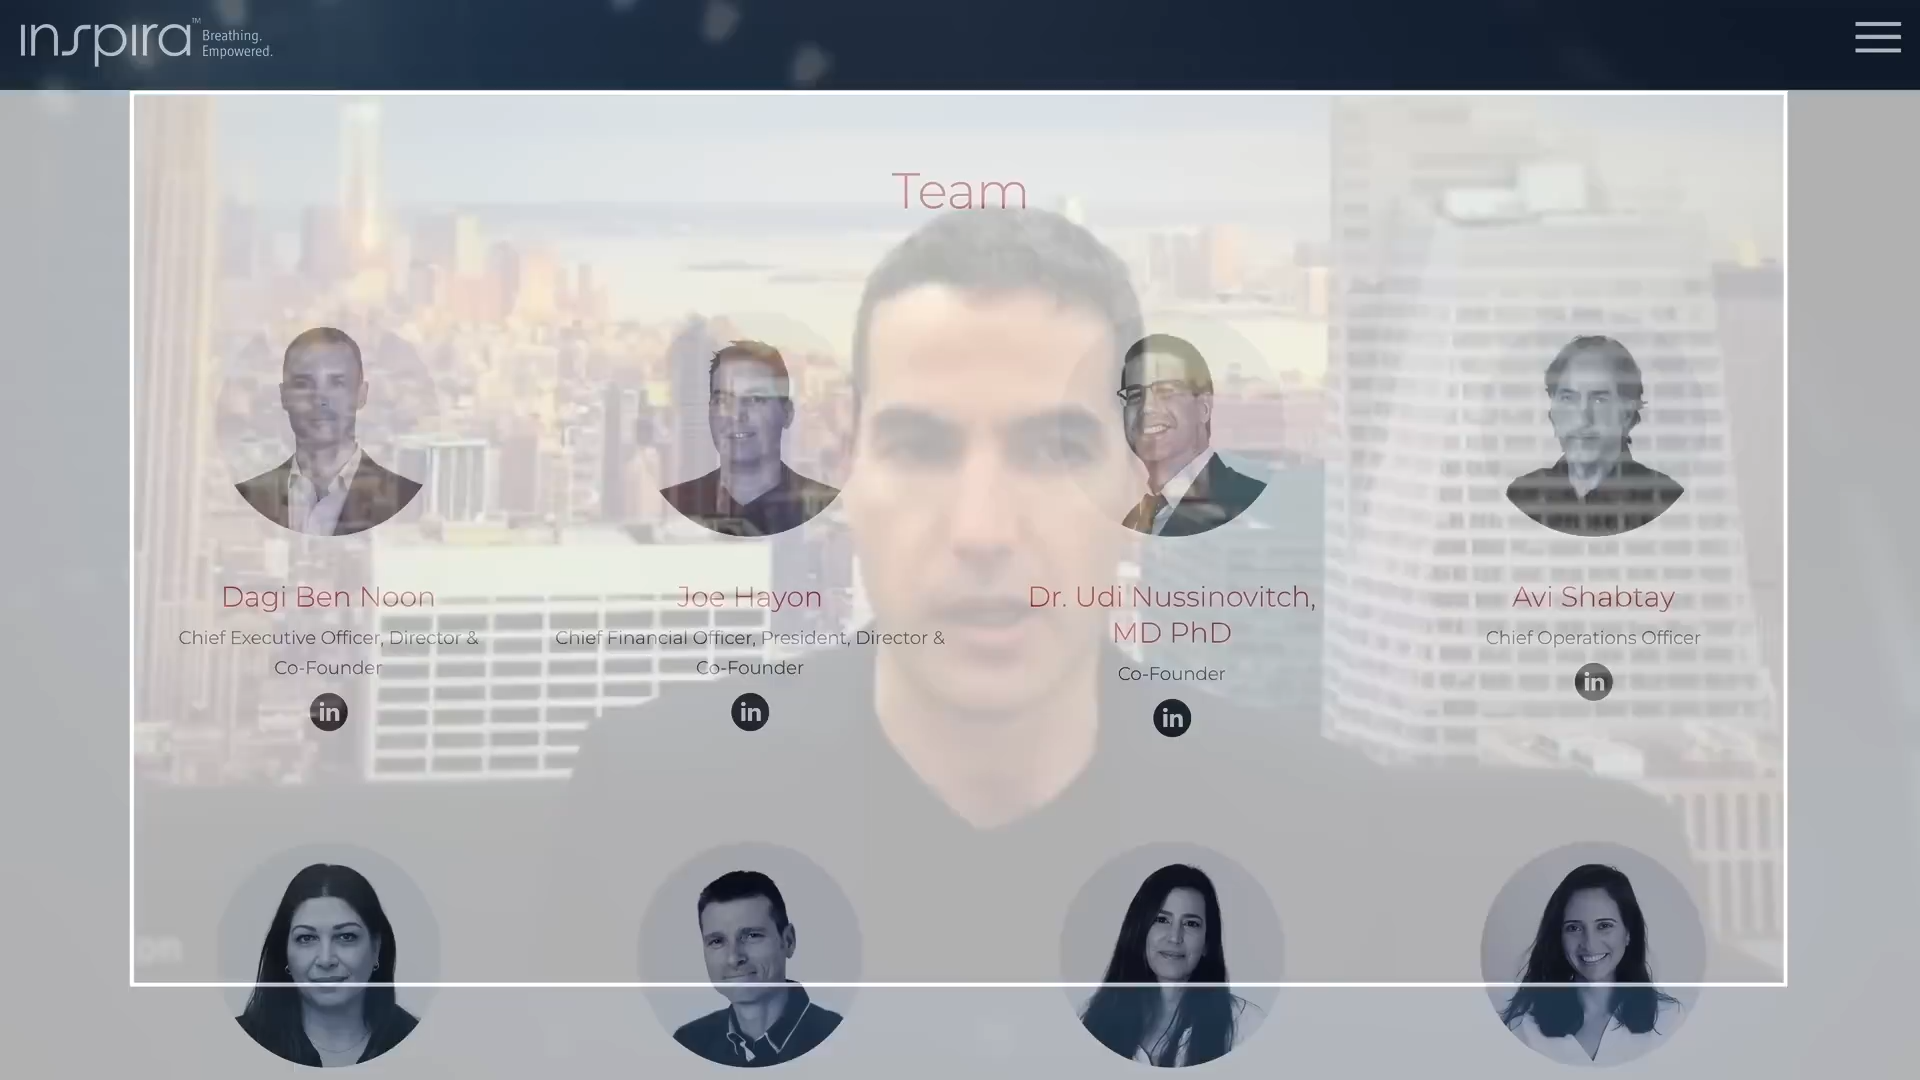 inspira™
Breathing.
Empowered.
Team
Dagi Ben Noon
Chief Executive Officer, Director &
Co-Founder
in
Joe Hayon
Chief Financial Officer, President, Director &
Co-Founder
in
Dr. Udi Nussinovitch,
MD PhD
Co-Founder
in
Avi Shabtay
Chief Operations Officer
in
on